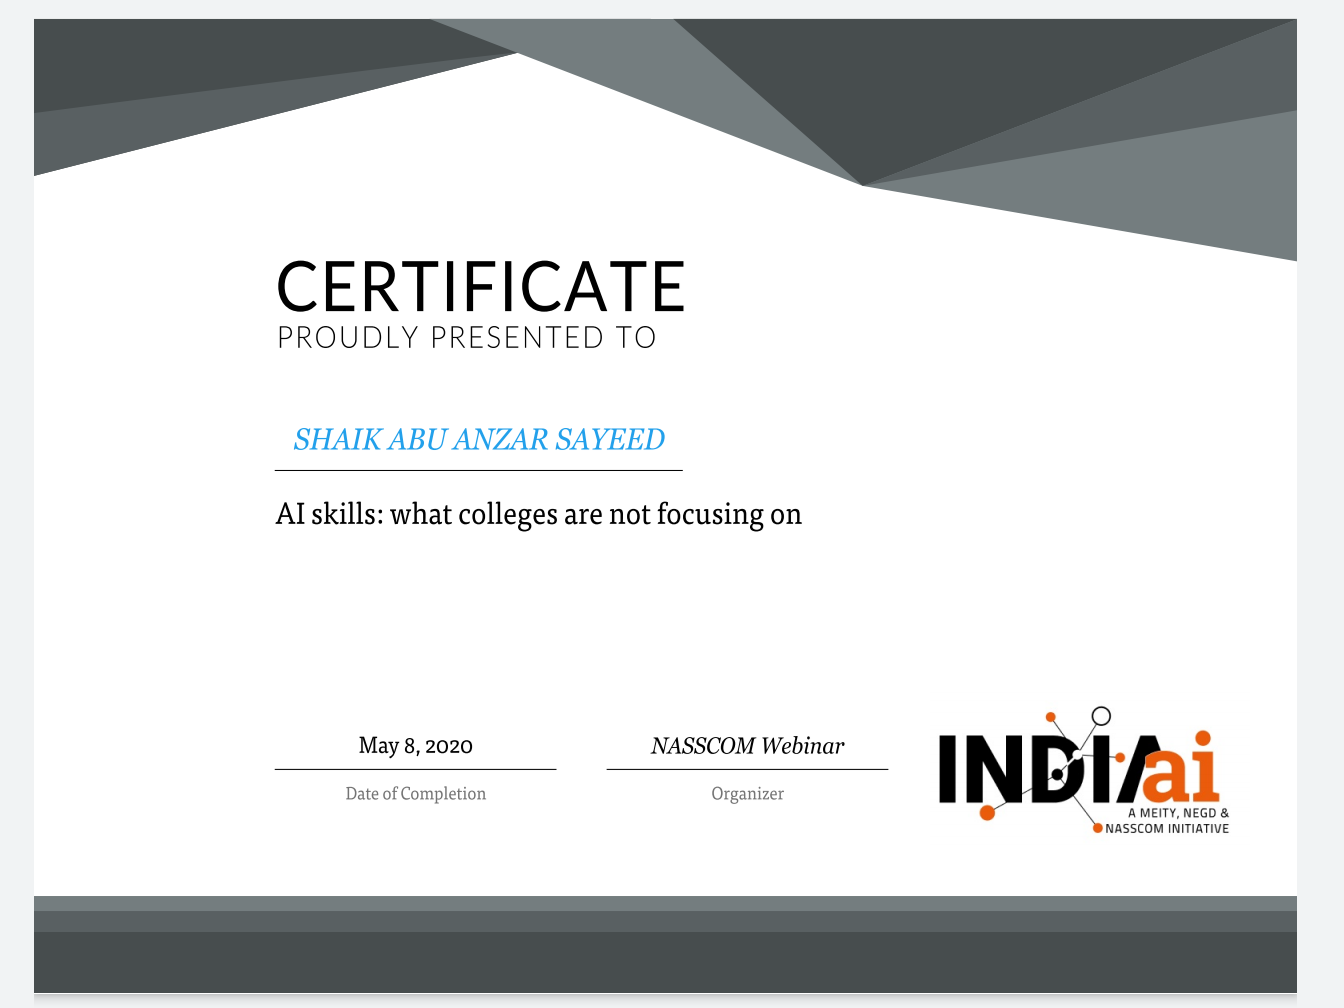 CERTIFICATE
PROUDLY PRESENTED TO
SHAIK ABU ANZAR SAYEED
AI skills: what colleges are not focusing on
May 8, 2020
Date of Completion
NASSCOM Webinar
Organizer
INDIAai
A MEITY, NEGD &
NASSCOM INITIATIVE